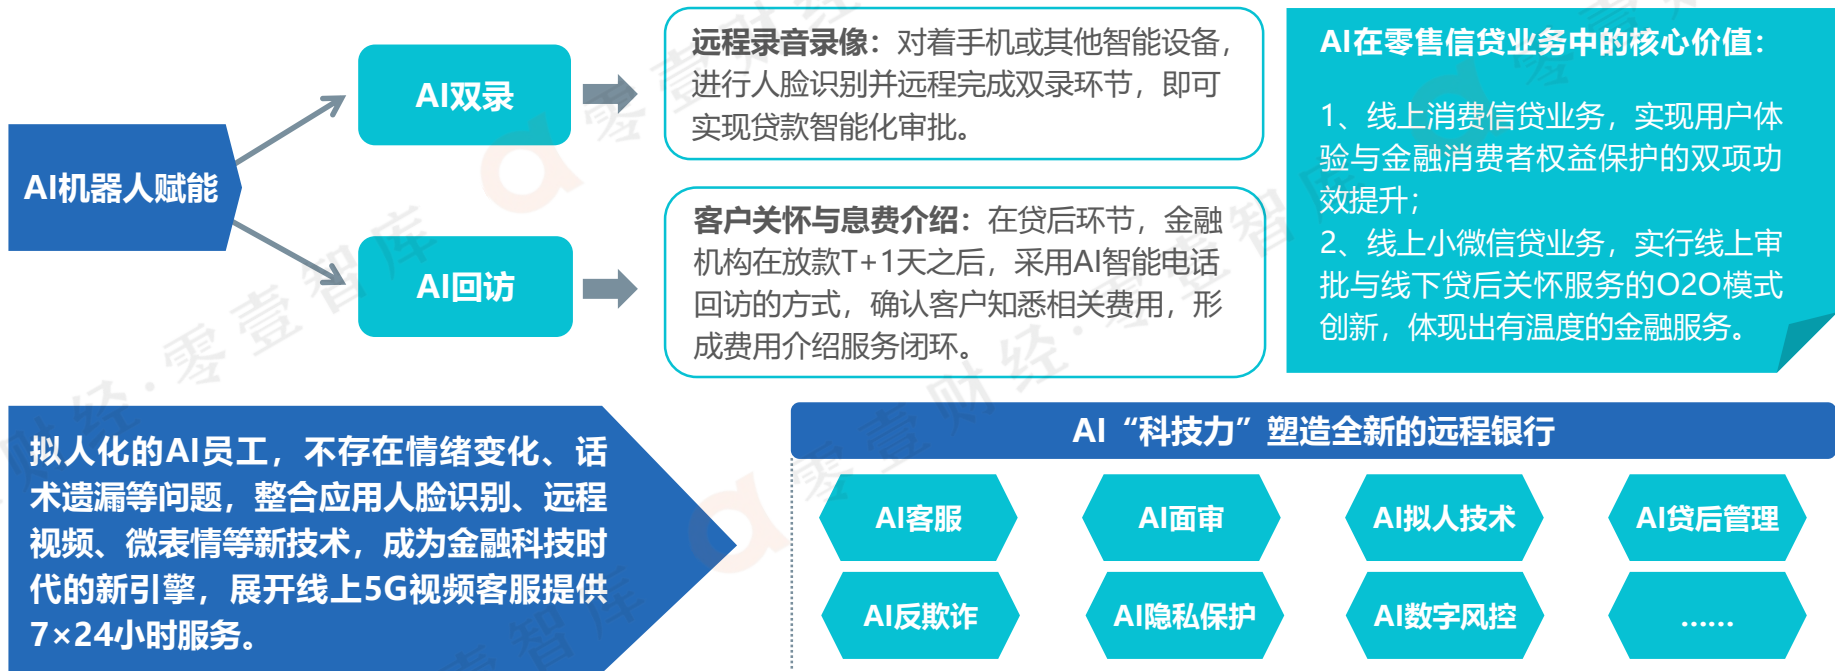 AI机器人赋能
AI双录
远程录音录像：对着手机或其他智能设备，
进行人脸识别并远程完成双录环节，即可
实现贷款智能化审批。
AI回访
客户关怀与息费介绍：在贷后环节，金融
机构在放款T+1天之后，采用AI智能电话
回访的方式，确认客户知悉相关费用，形
成费用介绍服务闭环。
AI在零售信贷业务中的核心价值：
1、线上消费信贷业务，实现用户体
验与金融消费者权益保护的双项功
效提升；
2、线上小微信贷业务，实行线上审
批与线下贷后关怀服务的O2O模式
创新，体现出有温度的金融服务。
拟人化的AI员工，不存在情绪变化、话
术遗漏等问题，整合应用人脸识别、远程
视频、微表情等新技术，成为金融科技时
代的新引擎，展开线上5G视频客服提供
7×24小时服务。
AI“科技力”塑造全新的远程银行
AI客服
AI面审
AI拟人技术
AI贷后管理
AI反欺诈
AI隐私保护
AI数字风控
……
零壹财经·零壹智库